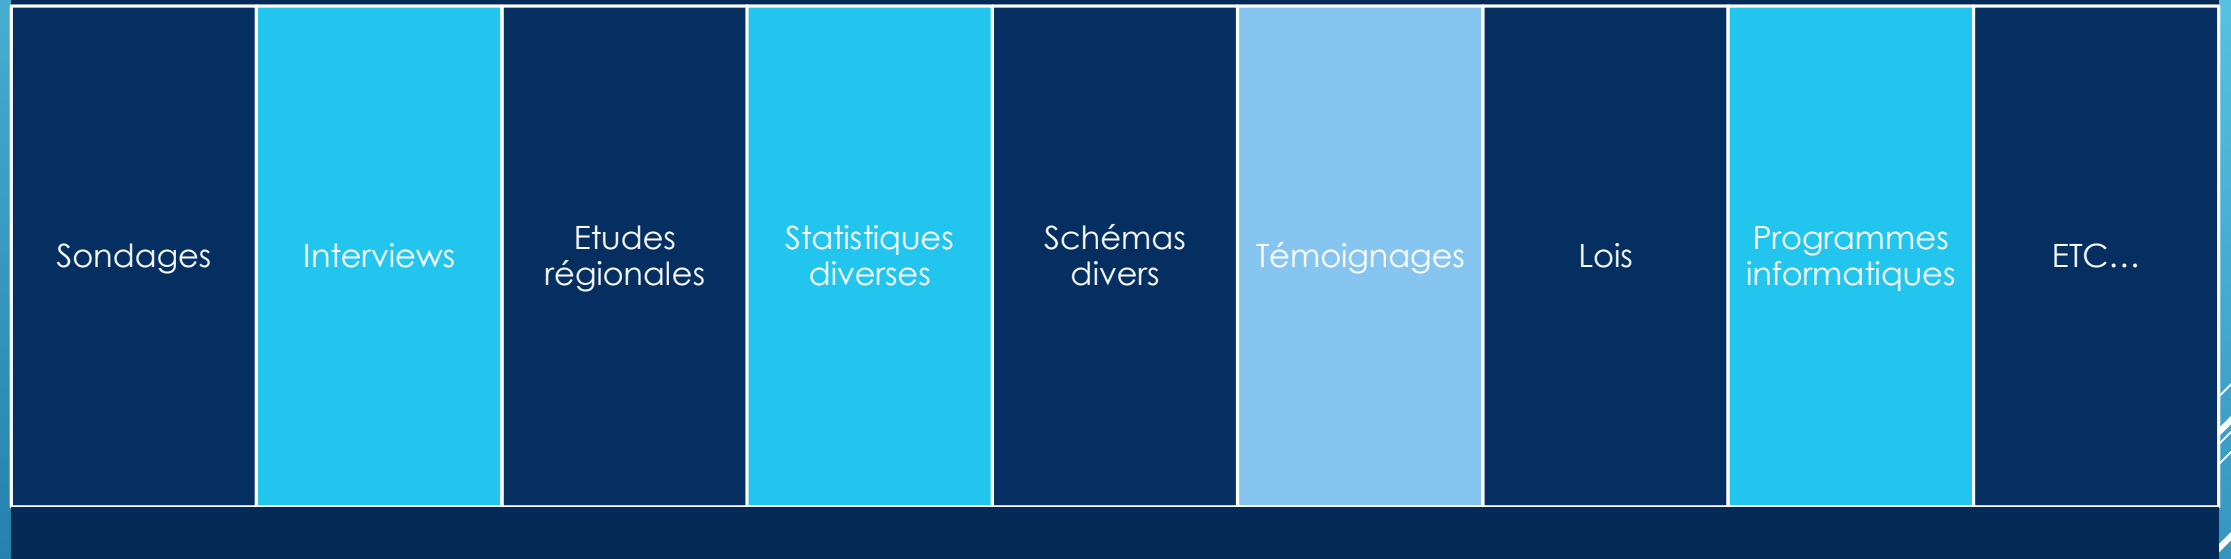 Sondages
Interviews
Etudes
régionales
Statistiques
diverses
Schémas
divers
Témoignages
Lois
Programmes
informatiques
ETC…